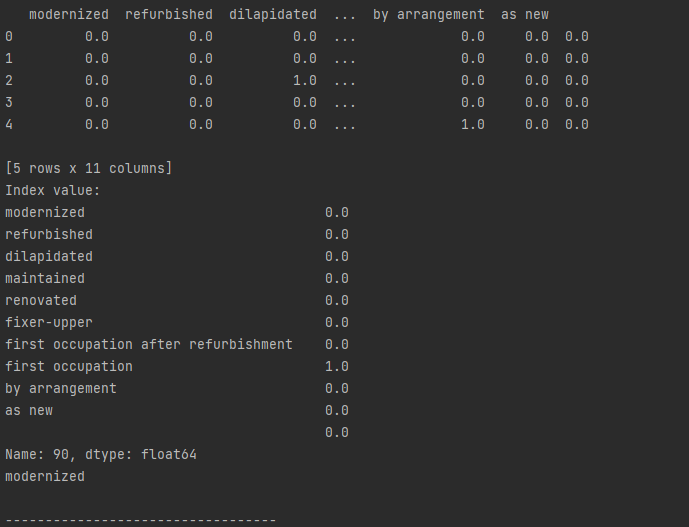 modernized  refurbished  dilapidated  ...  by arrangement  as new
0         0.0          0.0          0.0  ...             0.0     0.0  0.0
1         0.0          0.0          0.0  ...             0.0     0.0  0.0
2         0.0          0.0          1.0  ...             0.0     0.0  0.0
3         0.0          0.0          0.0  ...             0.0     0.0  0.0
4         0.0          0.0          0.0  ...             1.0     0.0  0.0
[5 rows x 11 columns]
Index value:
modernized                              0.0
refurbished                             0.0
dilapidated                             0.0
maintained                              0.0
renovated                               0.0
fixer-upper                             0.0
first occupation after refurbishment    0.0
first occupation                        1.0
by arrangement                          0.0
as new                                  0.0
                                        0.0
Name: 90, dtype: float64
modernized
----------------------------------